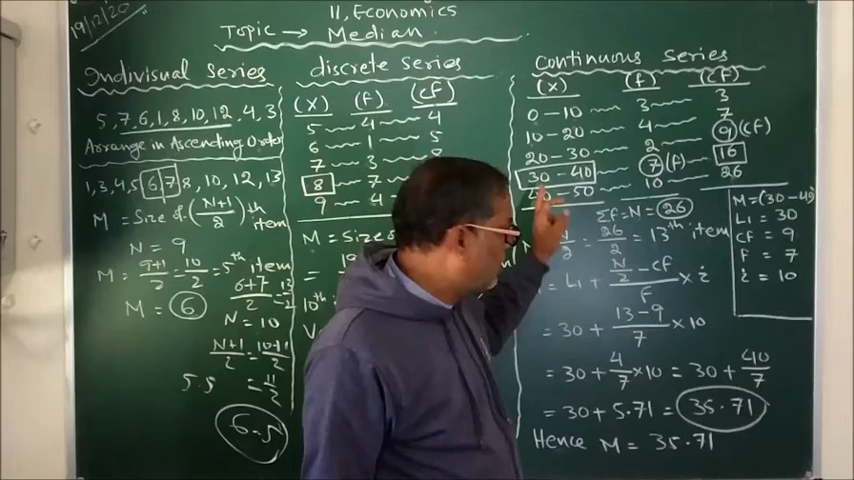 19/12/20
11, Economics
Topic → Median
Indivisual Series
5, 7, 6, 1, 8, 10, 12, 4, 3
Arrange in Ascending Order
1, 3, 4, 5, 6, 7, 8, 10, 12, 13
M = Size of (N+1/2)th item
N = 9
M = 9+1/2 = 10/2 = 5th item
M = 6
6+7/2 = 13/2
N = 10
N+1/2 = 10+1/2
5.5 = 11/2
6.5
Discrete Series
(X) (F) (CF)
5 4 4
6 1 5
7 3 8
8 7
9 4
M = Size
10th
Continuous Series
(X) (F) (CF)
0-10 3 3
10-20 4 7
20-30 9 (CF)
30-40 7 (F) 16
40-50 10 26
ΣF = N = 26
= 26/2 = 13th item
= L1 + N/2 - CF / F × i
= 30 + 13-9/7 × 10
= 30 + 4/7 × 10 = 30 + 40/7
= 30 + 5.71 = 35.71
Hence M = 35.71
M = (30-40)
L1 = 30
CF = 9
F = 7
i = 10